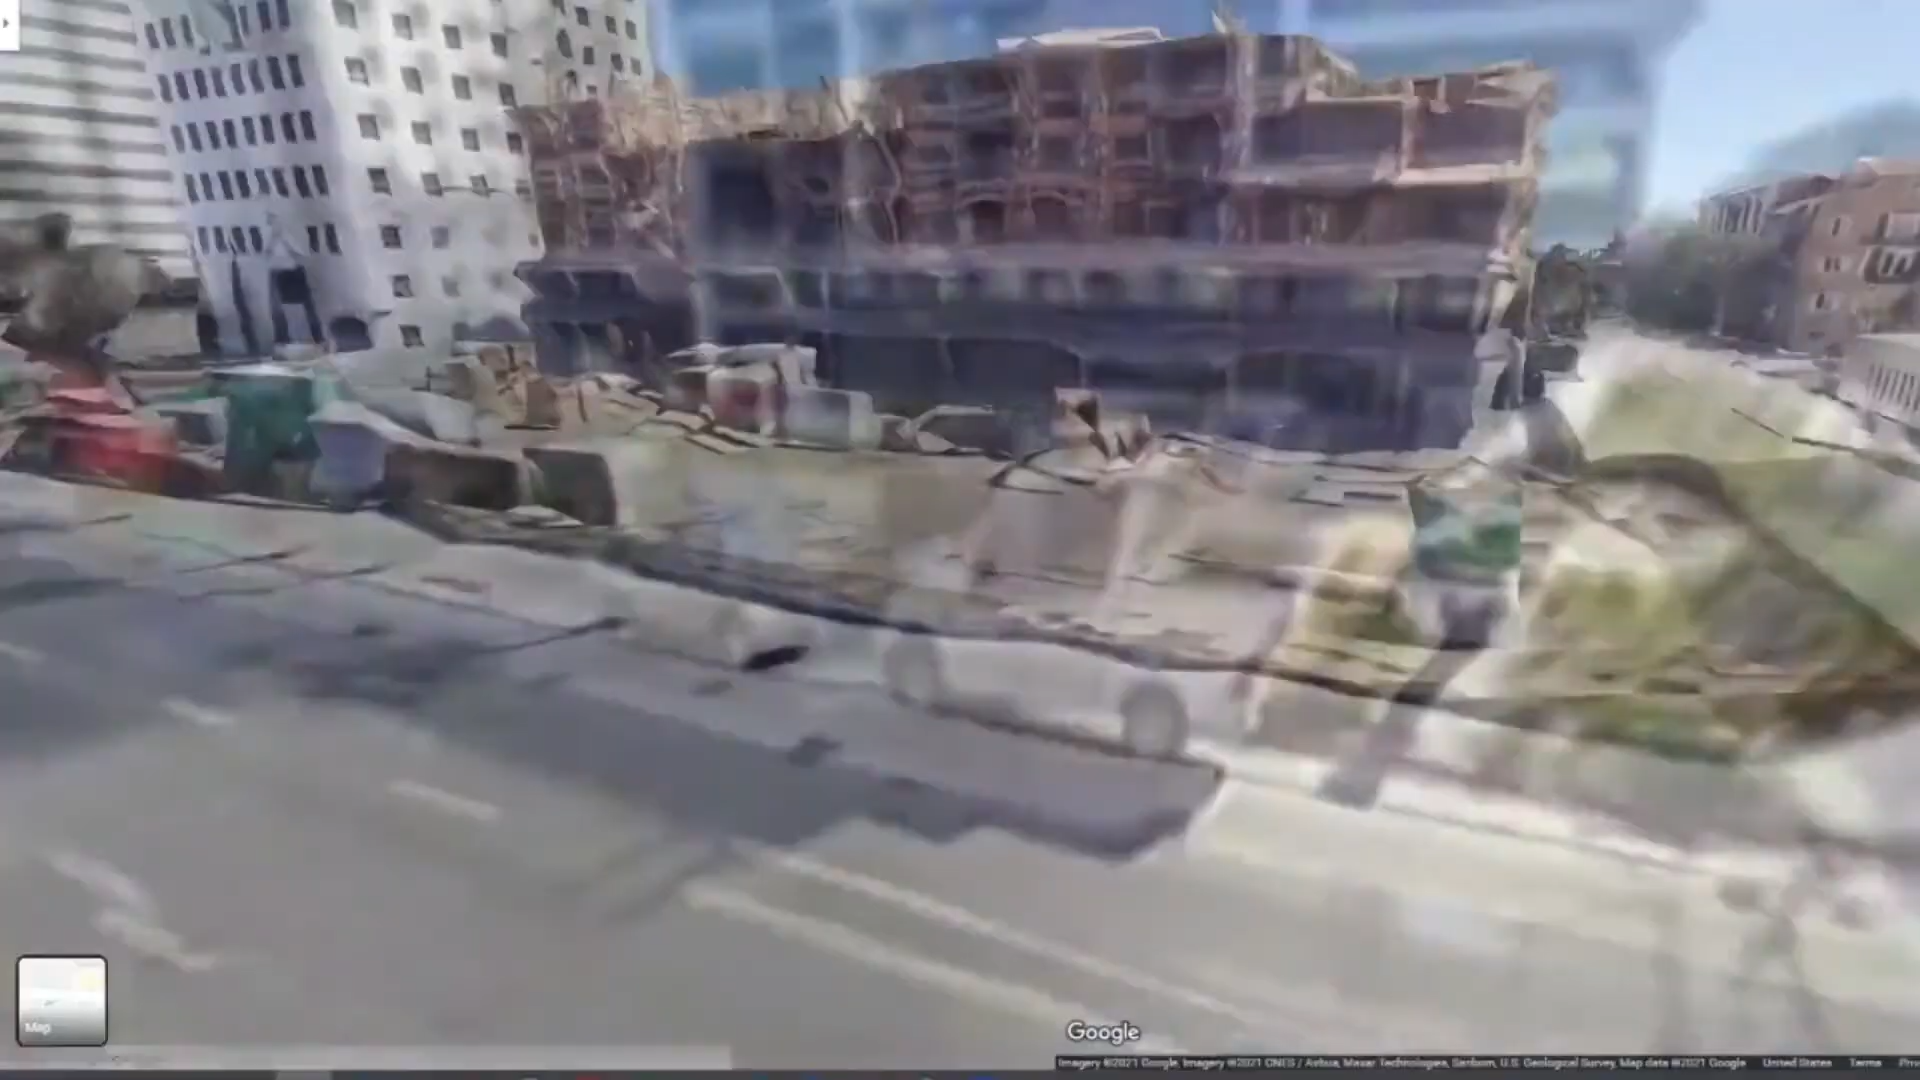 Map
Google
Imagery ©2021 Google, Imagery ©2021 CNES / Airbus, Maxar Technologies, Sanborn, U.S. Geological Survey, Map data ©2021 Google United States Terms